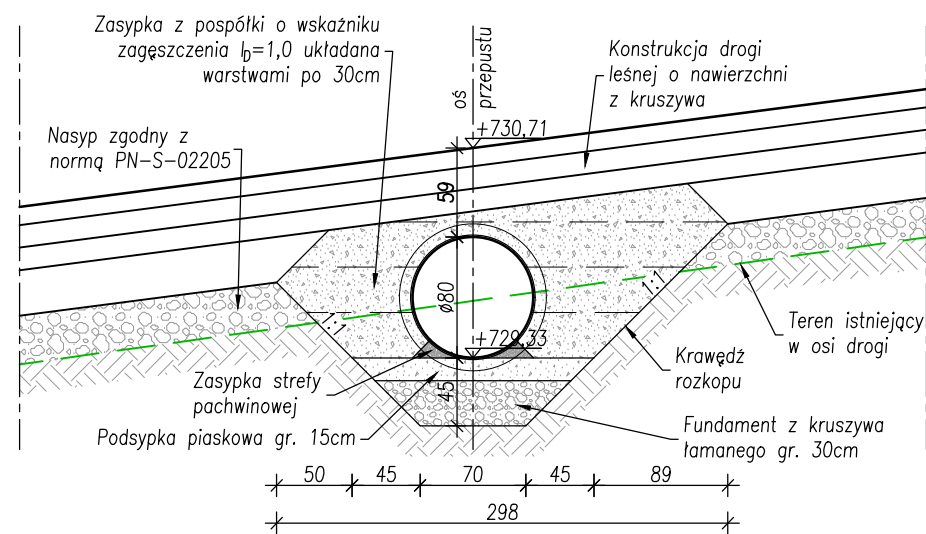 Zasypka z pospółki o wskaźniku
zagęszczenia ID=1,0 układana
warstwami po 30cm
oś
przepustu
Konstrukcja drogi
leśnej o nawierzchni
z kruszywa
Nasyp zgodny z
normą PN-S-02205
+730,71
59
ø80
1:1
1:1
+729,33
45
Teren istniejący
w osi drogi
Krawędź
rozkopu
Zasypka strefy
pachwinowej
Podsypka piaskowa gr. 15cm
Fundament z kruszywa
łamanego gr. 30cm
50 45 70 45 89
298